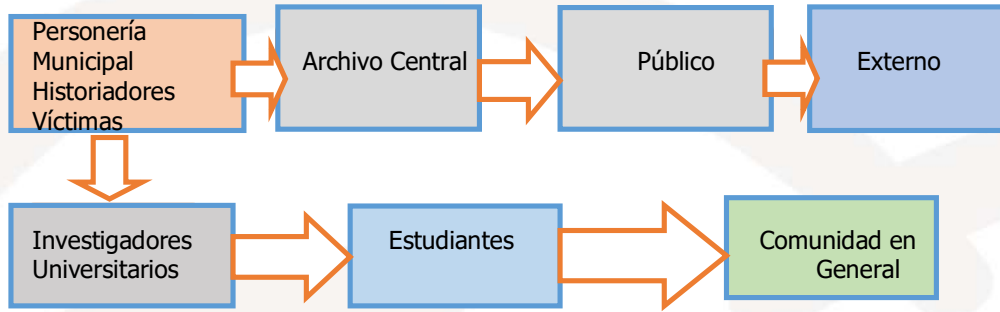 Personería
Municipal
Historiadores
Víctimas
Archivo Central
Público
Externo
Investigadores
Universitarios
Estudiantes
Comunidad en
General